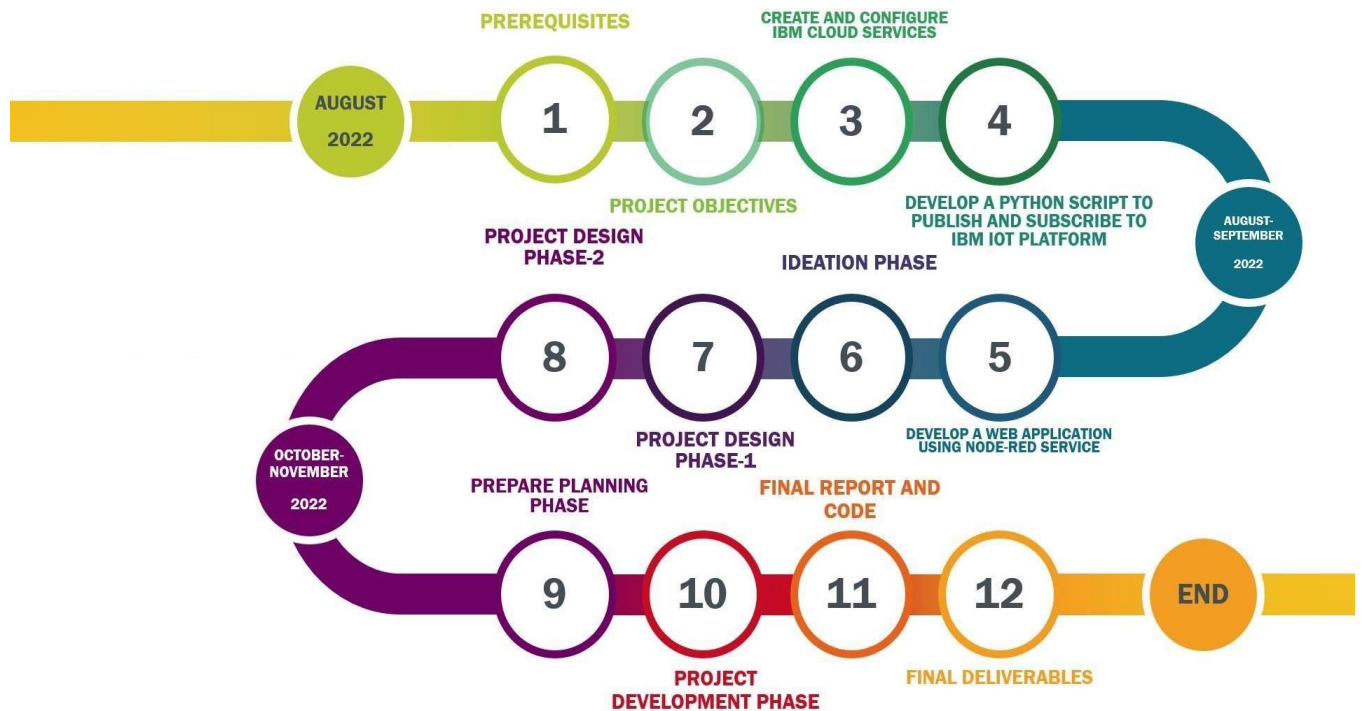 PREREQUISITES
CREATE AND CONFIGURE
IBM CLOUD SERVICES
AUGUST
2022
1
2
3
4
PROJECT OBJECTIVES
DEVELOP A PYTHON SCRIPT TO
PUBLISH AND SUBSCRIBE TO
IBM IOT PLATFORM
AUGUST-
SEPTEMBER
2022
PROJECT DESIGN
PHASE-2
IDEATION PHASE
8
7
6
5
PROJECT DESIGN
PHASE-1
DEVELOP A WEB APPLICATION
USING NODE-RED SERVICE
OCTOBER-
NOVEMBER
2022
PREPARE PLANNING
PHASE
FINAL REPORT AND
CODE
9
10
11
12
END
PROJECT
DEVELOPMENT PHASE
FINAL DELIVERABLES